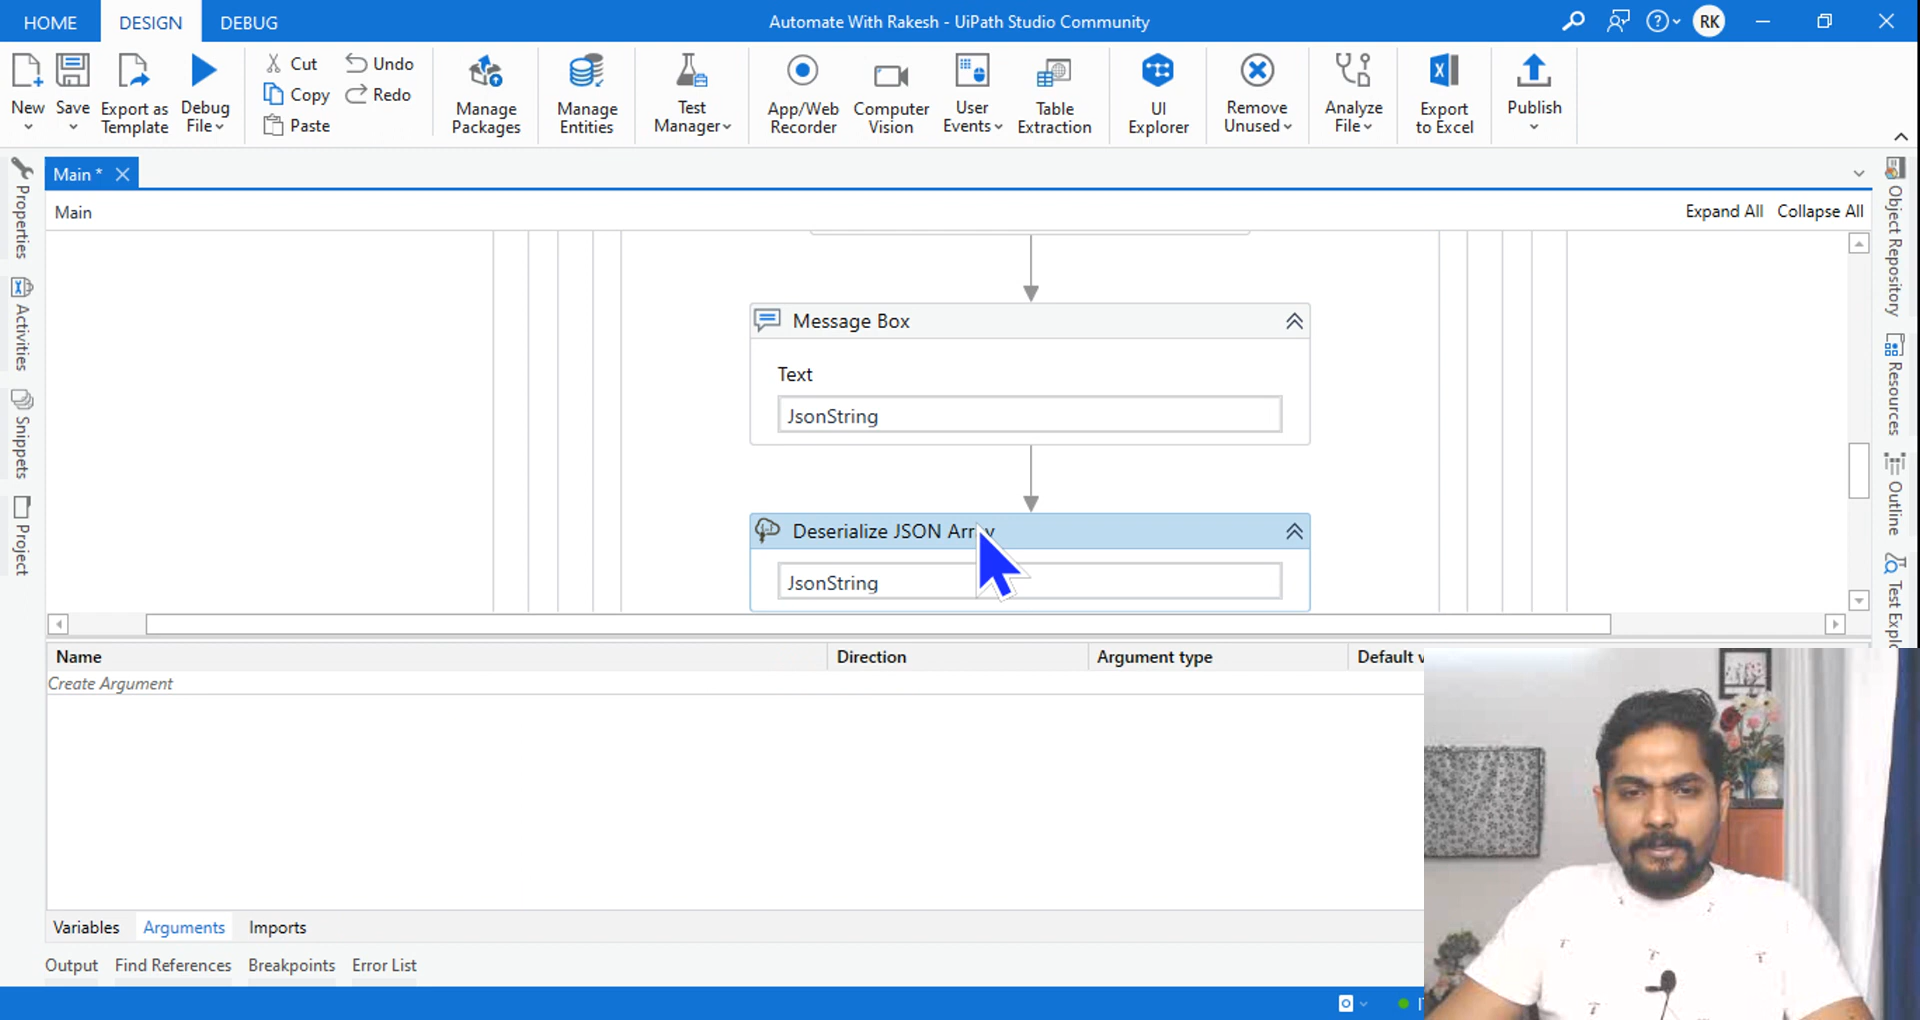 HOME DESIGN DEBUG Automate With Rakesh - UiPath Studio Community RK
New Save Export as Template Debug File
Cut Copy Paste Undo Redo
Manage Packages
Manage Entities
Test Manager
App/Web Recorder
Computer Vision
User Events
Table Extraction
UI Explorer
Remove Unused
Analyze File
Export to Excel
Publish
Main *
Main
Expand All Collapse All
Properties
Activities
Snippets
Project
Object Repository
Resources
Outline
Message Box
Text
JsonString
Deserialize JSON
JsonString
Name Direction Argument type Default
Create Argument
Variables Arguments Imports
Output Find References Breakpoints Error List